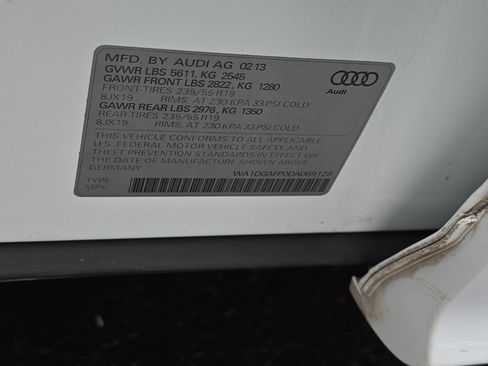 MFD. BY AUDI AG 02 13
GVWR LBS 5611, KG 2545
GAWR FRONT LBS 2822, KG 1280
FRONT-TIRES 235/55 R19
8JX19 RIMS, AT 230 KPA 33 PSI COLD
GAWR REAR LBS 2976, KG 1350
REAR-TIRES 235/55 R19
8JX19 RIMS, AT 230 KPA 33 PSI COLD
THIS VEHICLE CONFORMS TO ALL APPLICABLE
U.S. FEDERAL MOTOR VEHICLE SAFETY AND
THEFT PREVENTION STANDARDS IN EFFECT ON
THE DATE OF MANUFACTURE SHOWN ABOVE
GERMANY
WA1DGAFP0DA069126
TYPE
MPV
Audi